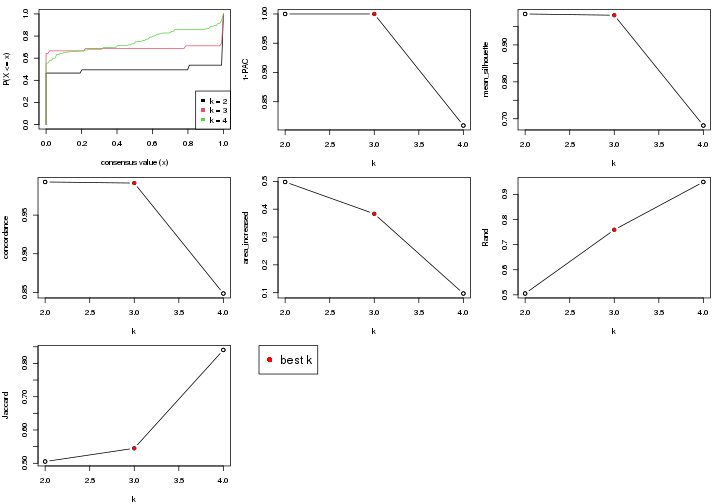 P(X <= x)
0.0 0.2 0.4 0.6 0.8 1.0
k = 2
k = 3
k = 4
0.0 0.2 0.4 0.6 0.8 1.0
consensus value (x)
1-PAC
0.85 0.90 0.95 1.00
2.0 2.5 3.0 3.5 4.0
k
mean_silhouette
0.70 0.80 0.90
2.0 2.5 3.0 3.5 4.0
k
concordance
0.85 0.90 0.95
2.0 2.5 3.0 3.5 4.0
k
area_increased
0.1 0.2 0.3 0.4 0.5
2.0 2.5 3.0 3.5 4.0
k
Rand
0.5 0.6 0.7 0.8 0.9
2.0 2.5 3.0 3.5 4.0
k
Jaccard
0.50 0.60 0.70 0.80
2.0 2.5 3.0 3.5 4.0
k
best k